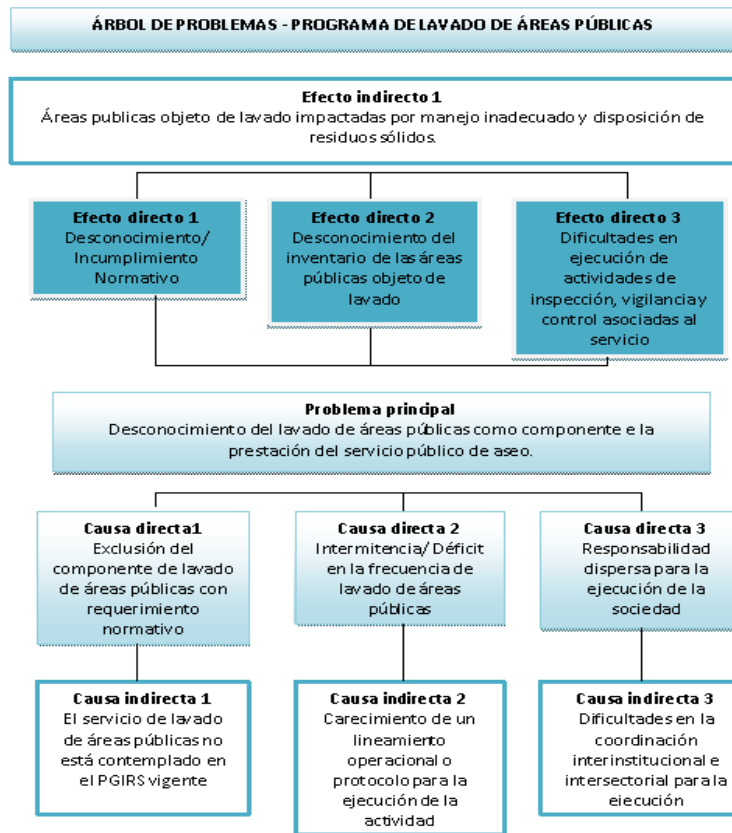 ÁRBOL DE PROBLEMAS - PROGRAMA DE LAVADO DE ÁREAS PÚBLICAS
Efecto indirecto 1
Áreas publicas objeto de lavado impactadas por manejo inadecuado y disposición de
residuos sólidos.
Efecto directo 1
Desconocimiento/
Incumplimiento
Normativo
Efecto directo 2
Desconocimiento del
inventario de las áreas
públicas objeto de
lavado
Efecto directo 3
Dificultades en
ejecución de
actividades de
inspección, vigilancia y
control asociadas al
servicio
Problema principal
Desconocimiento del lavado de áreas públicas como componente e la
prestación del servicio público de aseo.
Causa directa1
Exclusión del
componente de lavado
de áreas públicas con
requerimiento
normativo
Causa directa 2
Intermitencia/ Déficit
en la frecuencia de
lavado de áreas
públicas
Causa directa 3
Responsabilidad
dispersa para la
ejecución de la
sociedad
Causa indirecta 1
El servicio de lavado
de áreas públicas no
está contemplado en
el PGIRS vigente
Causa indirecta 2
Carecimiento de un
lineamiento
operacional o
protocolo para la
ejecución de la
actividad
Causa indirecta 3
Dificultades en la
coordinación
interinstitucional e
intersectorial para la
ejecución